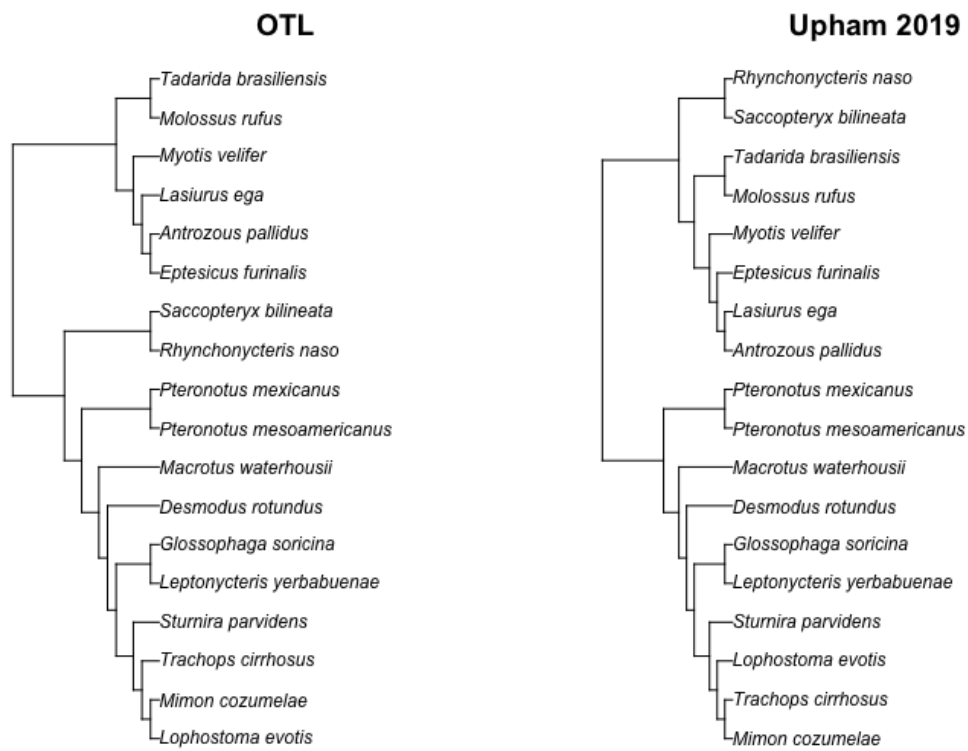 OTL
Tadarida brasiliensis
Molossus rufus
Myotis velifer
Lasiurus ega
Antrozous pallidus
Eptesicus furinalis
Saccopteryx bilineata
Rhynchonycteris naso
Pteronotus mexicanus
Pteronotus mesoamericanus
Macrotus waterhousii
Desmodus rotundus
Glossophaga soricina
Leptonycteris yerbabuenae
Sturnira parvidens
Trachops cirrhosus
Mimon cozumelae
Lophostoma evotis
Upham 2019
Rhynchonycteris naso
Saccopteryx bilineata
Tadarida brasiliensis
Molossus rufus
Myotis velifer
Eptesicus furinalis
Lasiurus ega
Antrozous pallidus
Pteronotus mexicanus
Pteronotus mesoamericanus
Macrotus waterhousii
Desmodus rotundus
Glossophaga soricina
Leptonycteris yerbabuenae
Sturnira parvidens
Lophostoma evotis
Trachops cirrhosus
Mimon cozumelae